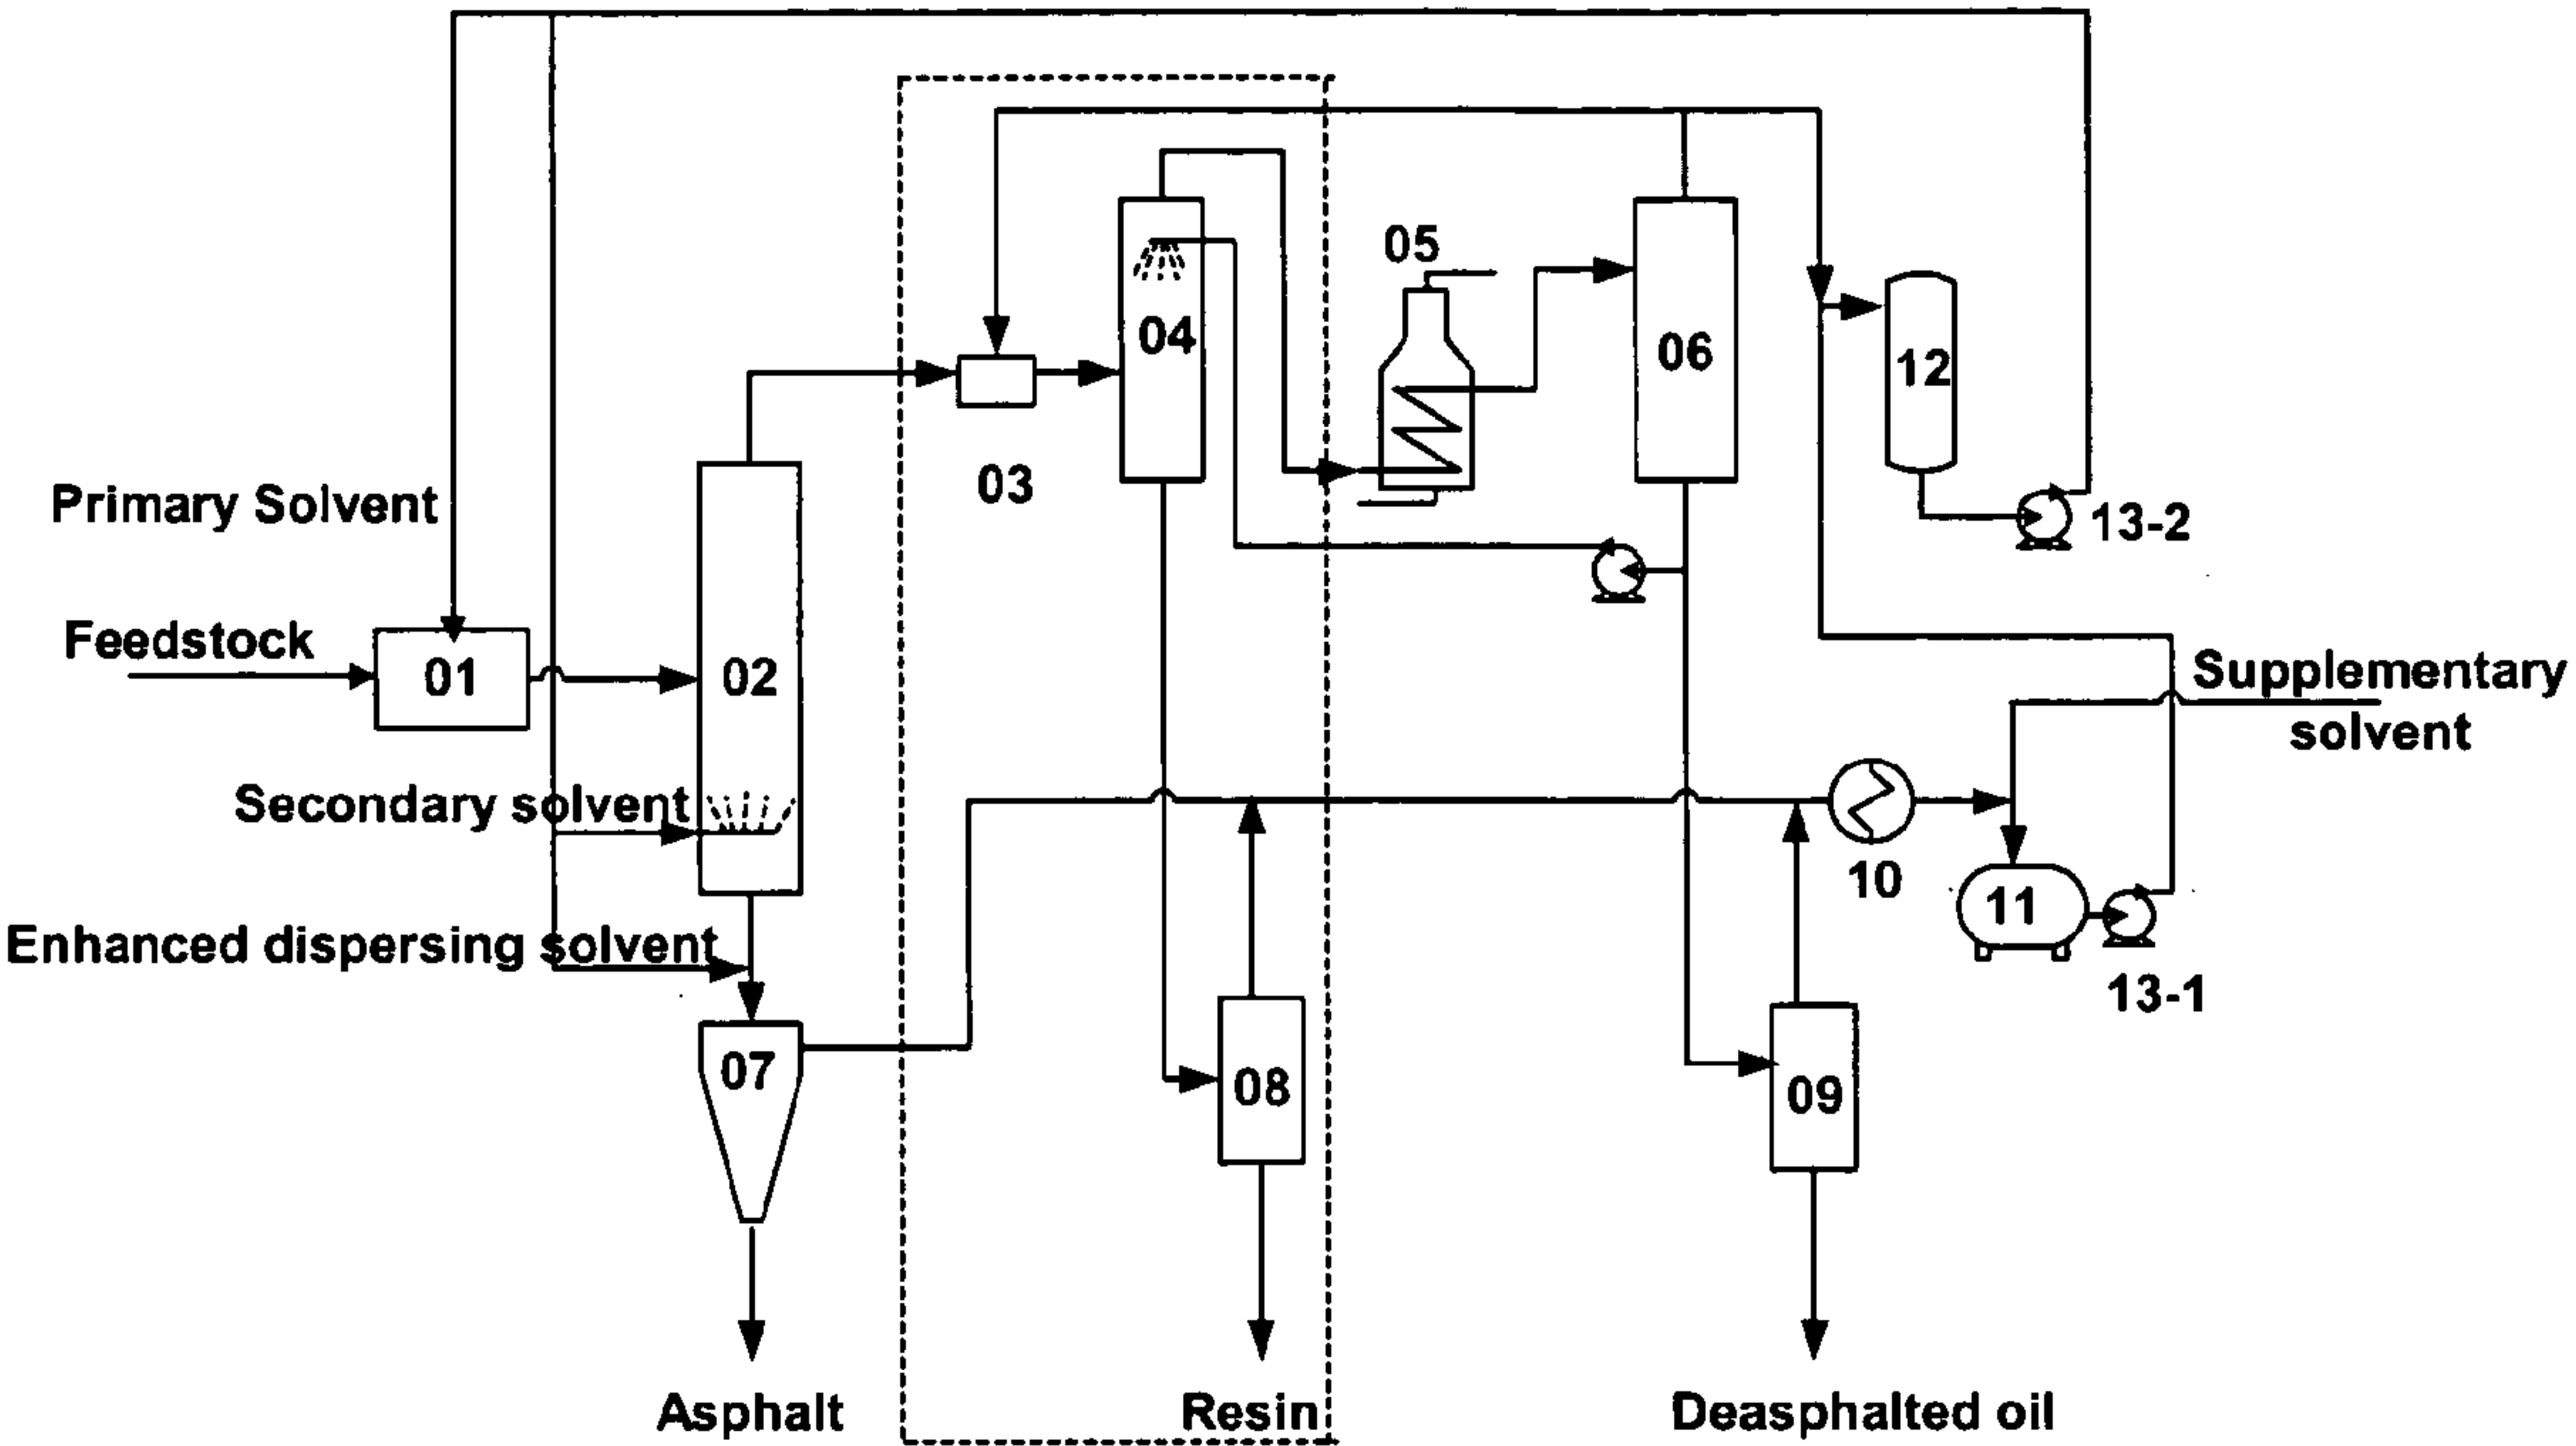 05
04
06
12
03
Primary Solvent
13-2
Feedstock
01
02
Supplementary
solvent
Secondary solvent
10
11
Enhanced dispersing solvent
13-1
07
08
09
Asphalt
Resin
Deasphalted oil